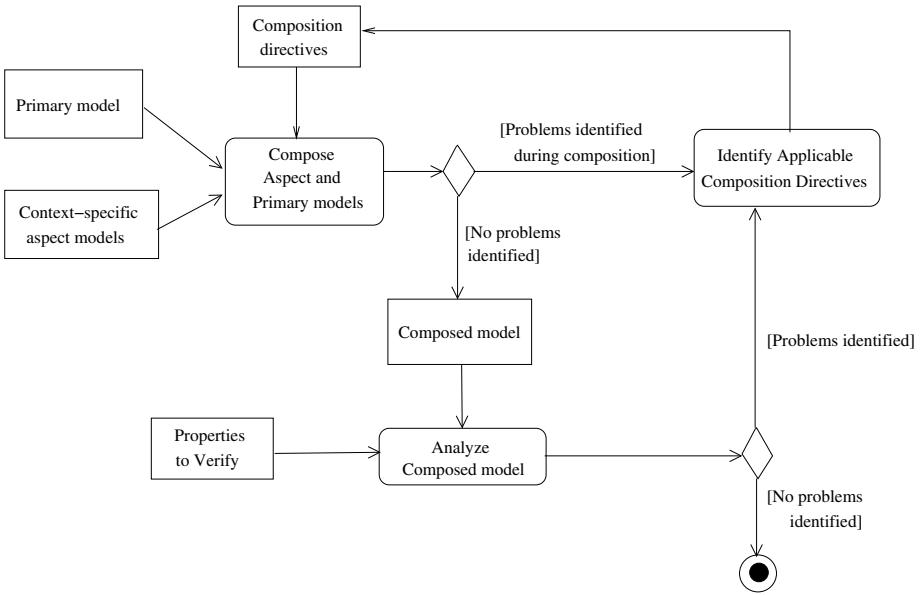 Composition
directives
Primary model
[Problems identified
during composition]
Compose
Aspect and
Primary models
Identify Applicable
Composition Directives
Context−specific
aspect models
[No problems
identified]
Composed model
[Problems identified]
Properties
to Verify
Analyze
Composed model
[No problems
identified]